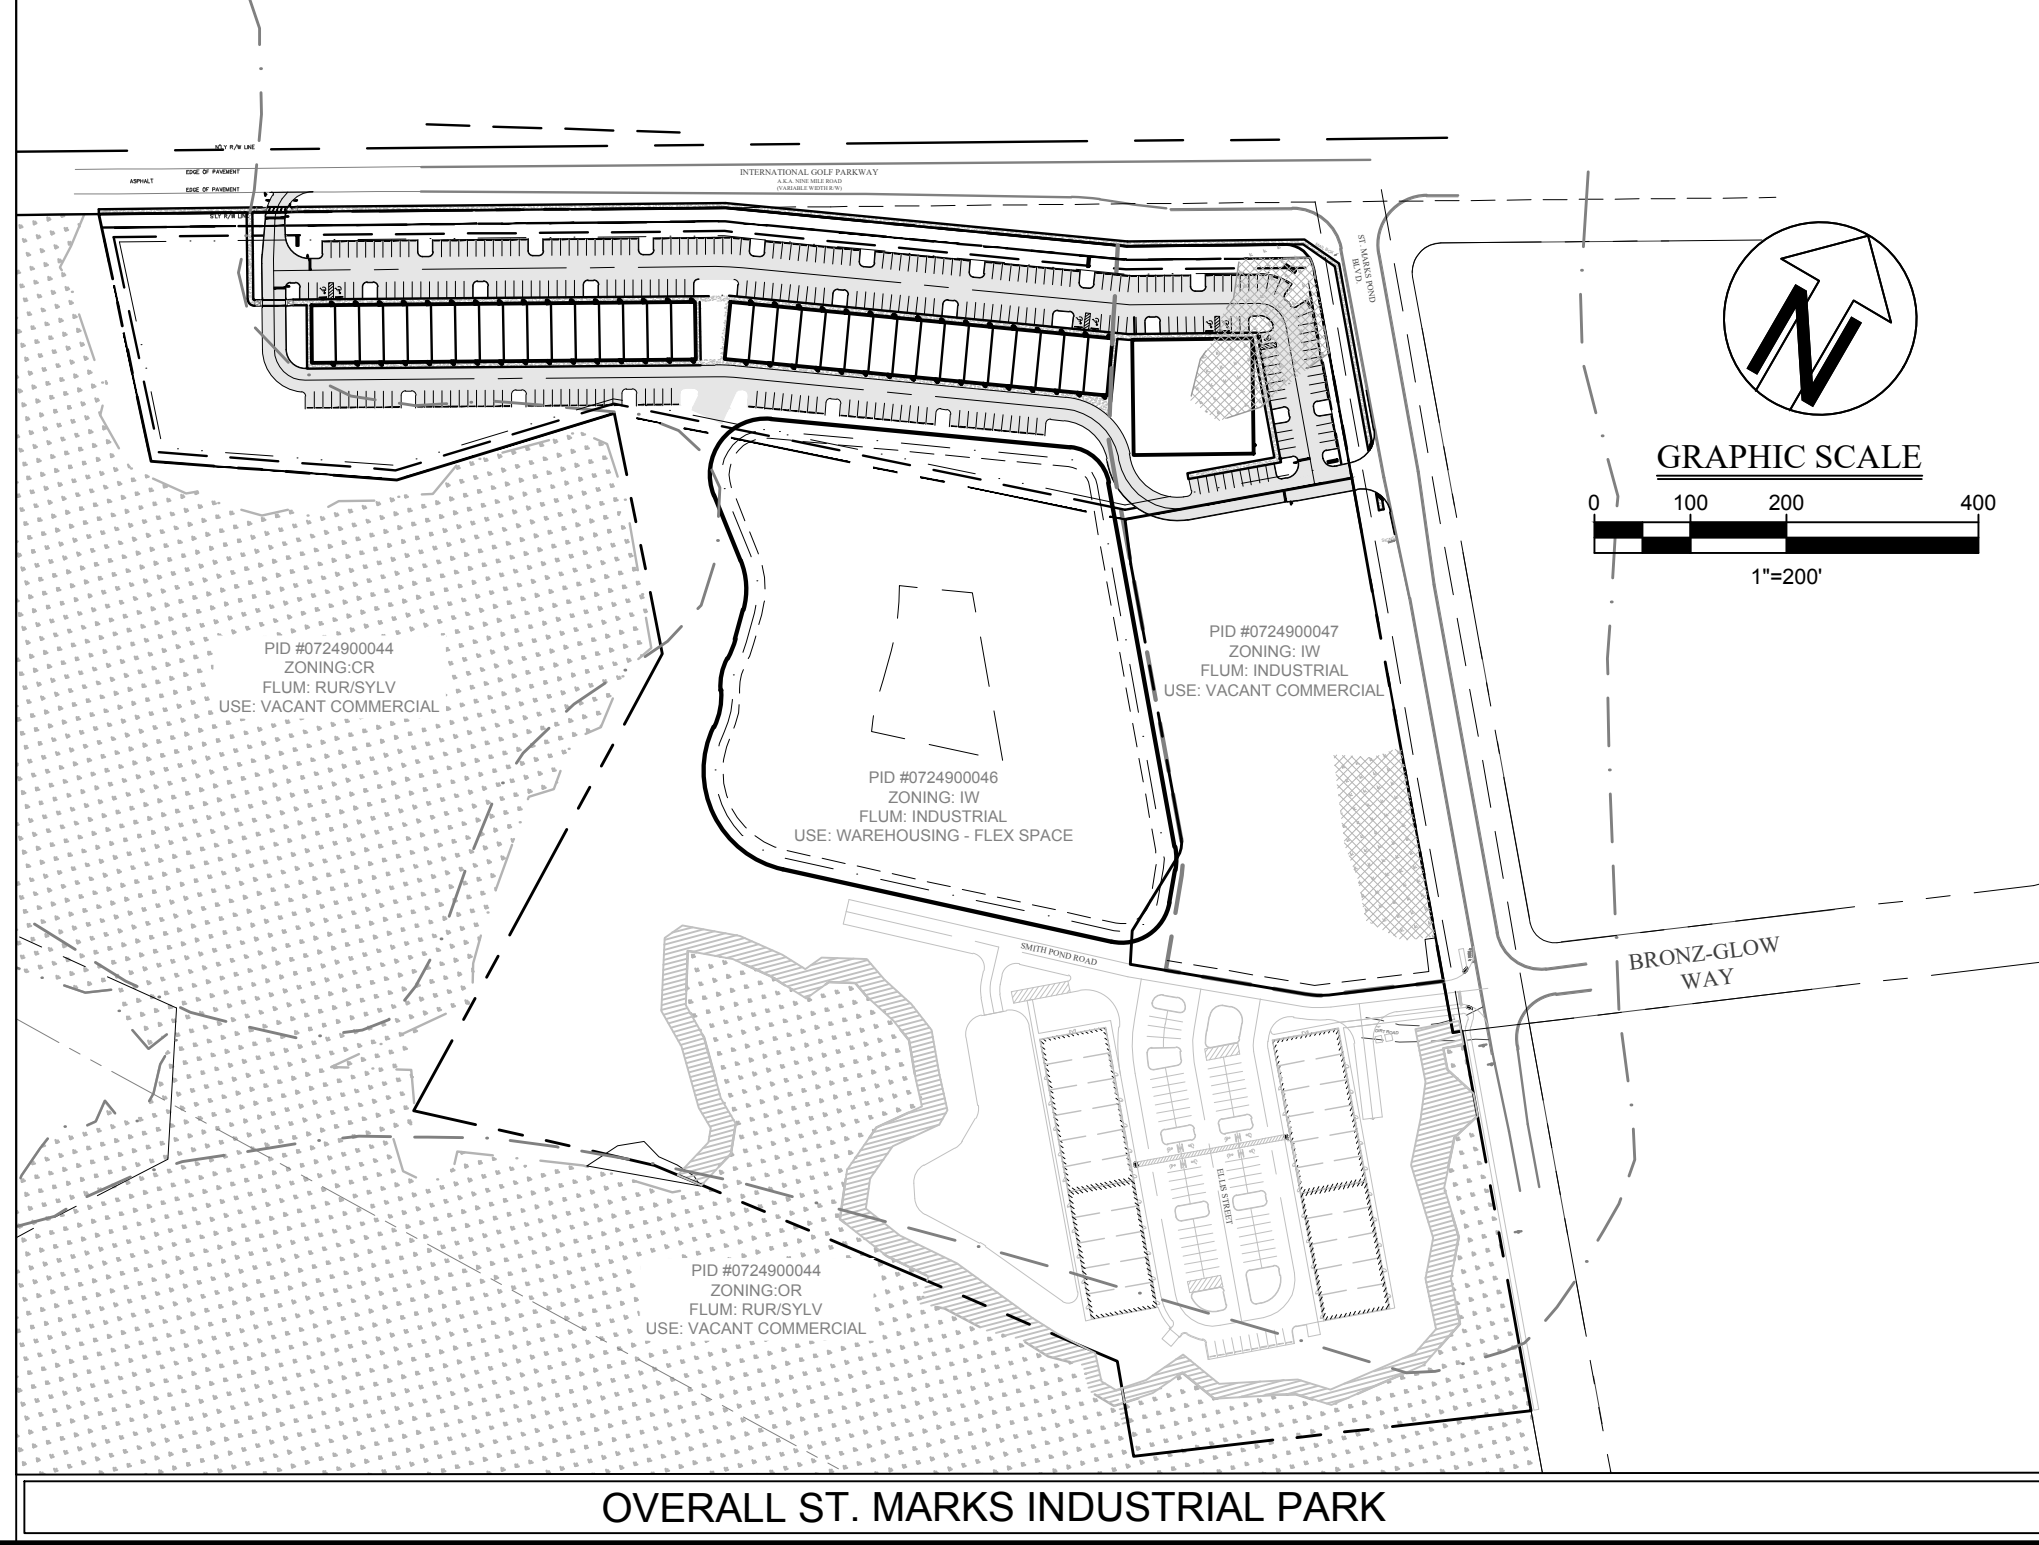 N'LY R/W LINE
EDGE OF PAVEMENT
ASPHALT
EDGE OF PAVEMENT
S'LY R/W LINE
INTERNATIONAL GOLF PARKWAY
A.K.A. NINE MILE ROAD
(VARIABLE WIDTH R/W)
ST. MARKS POND
BLVD.
N
GRAPHIC SCALE
0 100 200 400
1"=200'
PID #0724900044
ZONING:CR
FLUM: RUR/SYLV
USE: VACANT COMMERCIAL
PID #0724900047
ZONING: IW
FLUM: INDUSTRIAL
USE: VACANT COMMERCIAL
PID #0724900046
ZONING: IW
FLUM: INDUSTRIAL
USE: WAREHOUSING - FLEX SPACE
SMITH POND ROAD
BRONZ-GLOW
WAY
ELLIS STREET
PID #0724900044
ZONING:OR
FLUM: RUR/SYLV
USE: VACANT COMMERCIAL
OVERALL ST. MARKS INDUSTRIAL PARK